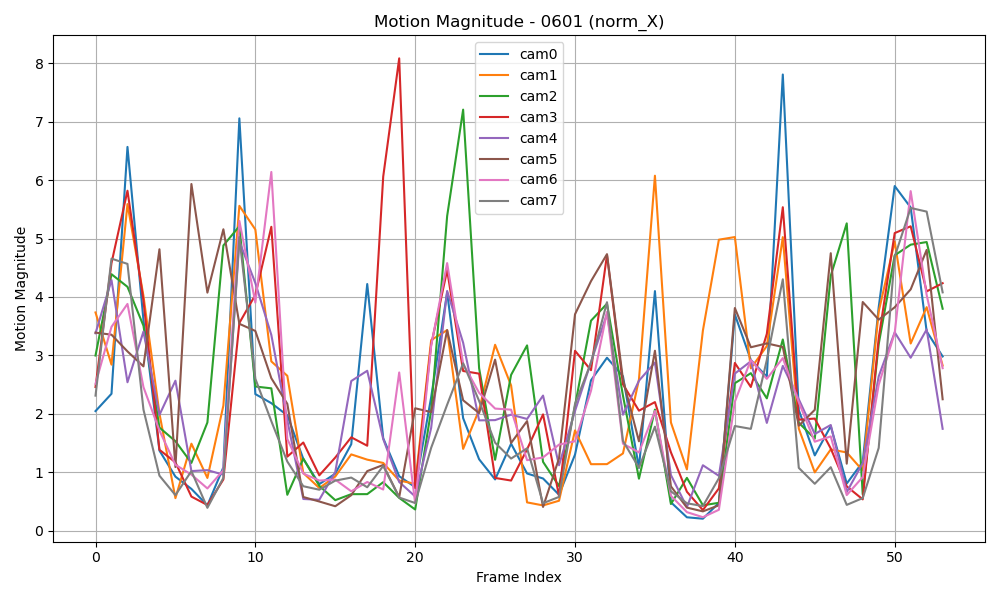 Motion Magnitude - 0601 (norm_X)
cam0
cam1
cam2
cam3
cam4
cam5
cam6
cam7
Motion Magnitude
8
7
6
5
4
3
2
1
0
0 10 20 30 40 50
Frame Index